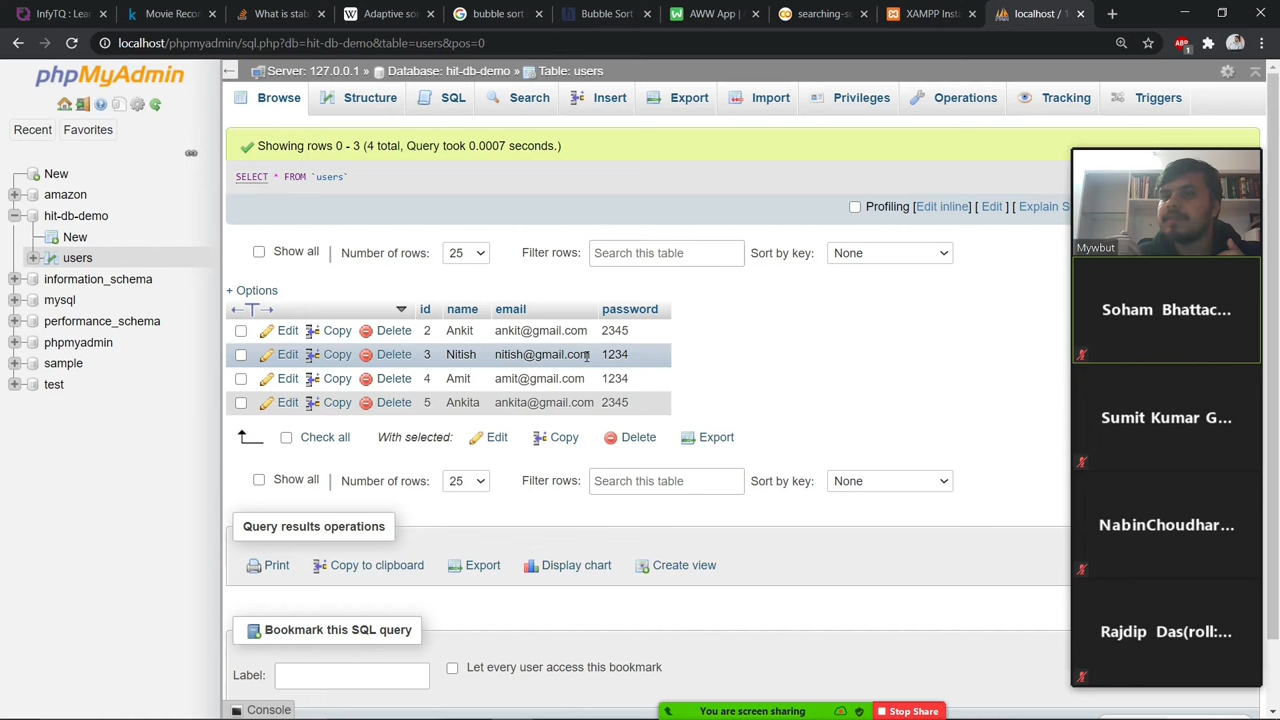 InfyTQ : Lear
Movie Recor
What is stabi
Adaptive sor
bubble sort -
Bubble Sort
AWW App |
searching-so
XAMPP Insta
localhost / 1
localhost/phpmyadmin/sql.php?db=hit-db-demo&table=users&pos=0
phpMyAdmin
Recent Favorites
New
amazon
hit-db-demo
New
users
information_schema
mysql
performance_schema
phpmyadmin
sample
test
Server: 127.0.0.1 » Database: hit-db-demo » Table: users
Browse Structure SQL Search Insert Export Import Privileges Operations Tracking Triggers
Showing rows 0 - 3 (4 total, Query took 0.0007 seconds.)
SELECT * FROM `users`
Profiling [Edit inline] [ Edit ] [ Explain S
Show all Number of rows: 25 Filter rows: Search this table Sort by key: None
+ Options
id name email password
Edit Copy Delete 2 Ankit ankit@gmail.com 2345
Edit Copy Delete 3 Nitish nitish@gmail.com 1234
Edit Copy Delete 4 Amit amit@gmail.com 1234
Edit Copy Delete 5 Ankita ankita@gmail.com 2345
Check all With selected: Edit Copy Delete Export
Show all Number of rows: 25 Filter rows: Search this table Sort by key: None
Query results operations
Print Copy to clipboard Export Display chart Create view
Bookmark this SQL query
Label: Let every user access this bookmark
Console
Mywbut
Soham Bhattac...
Sumit Kumar G...
NabinChoudhar...
Rajdip Das(roll:...
You are screen sharing Stop Share